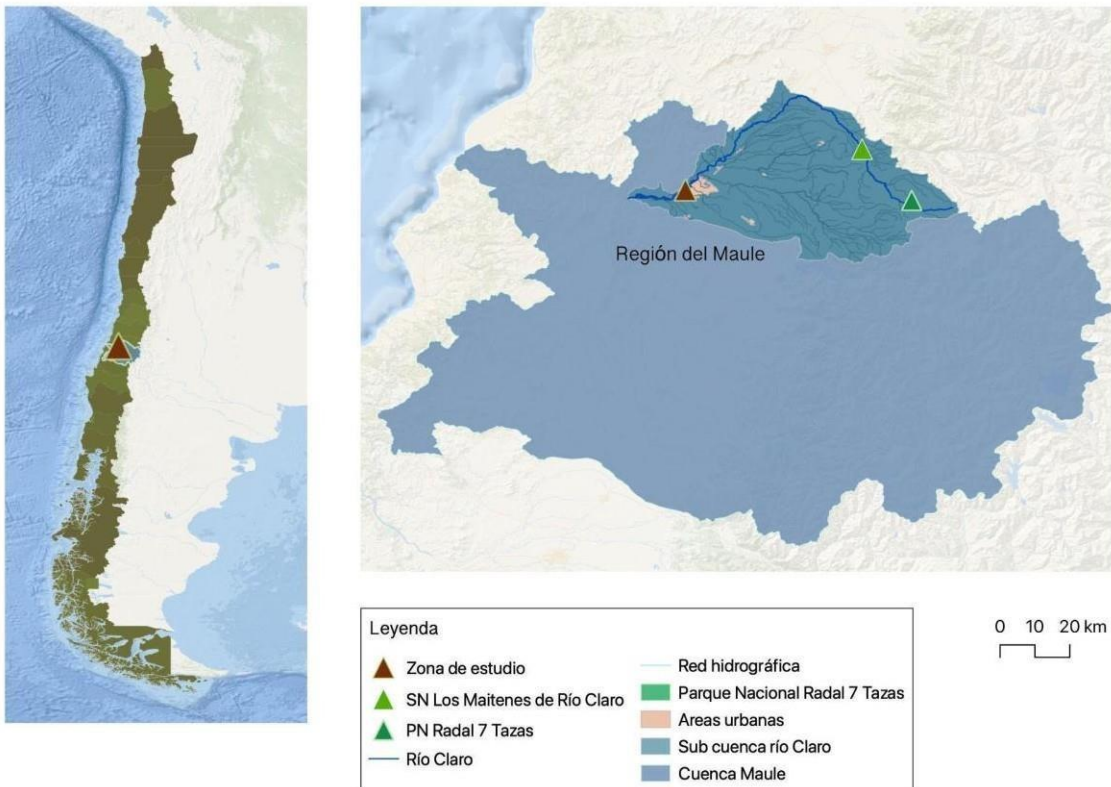 Región del Maule
Leyenda
Zona de estudio
SN Los Maitenes de Río Claro
PN Radal 7 Tazas
Río Claro
Red hidrográfica
Parque Nacional Radal 7 Tazas
Areas urbanas
Sub cuenca río Claro
Cuenca Maule
0 10 20 km